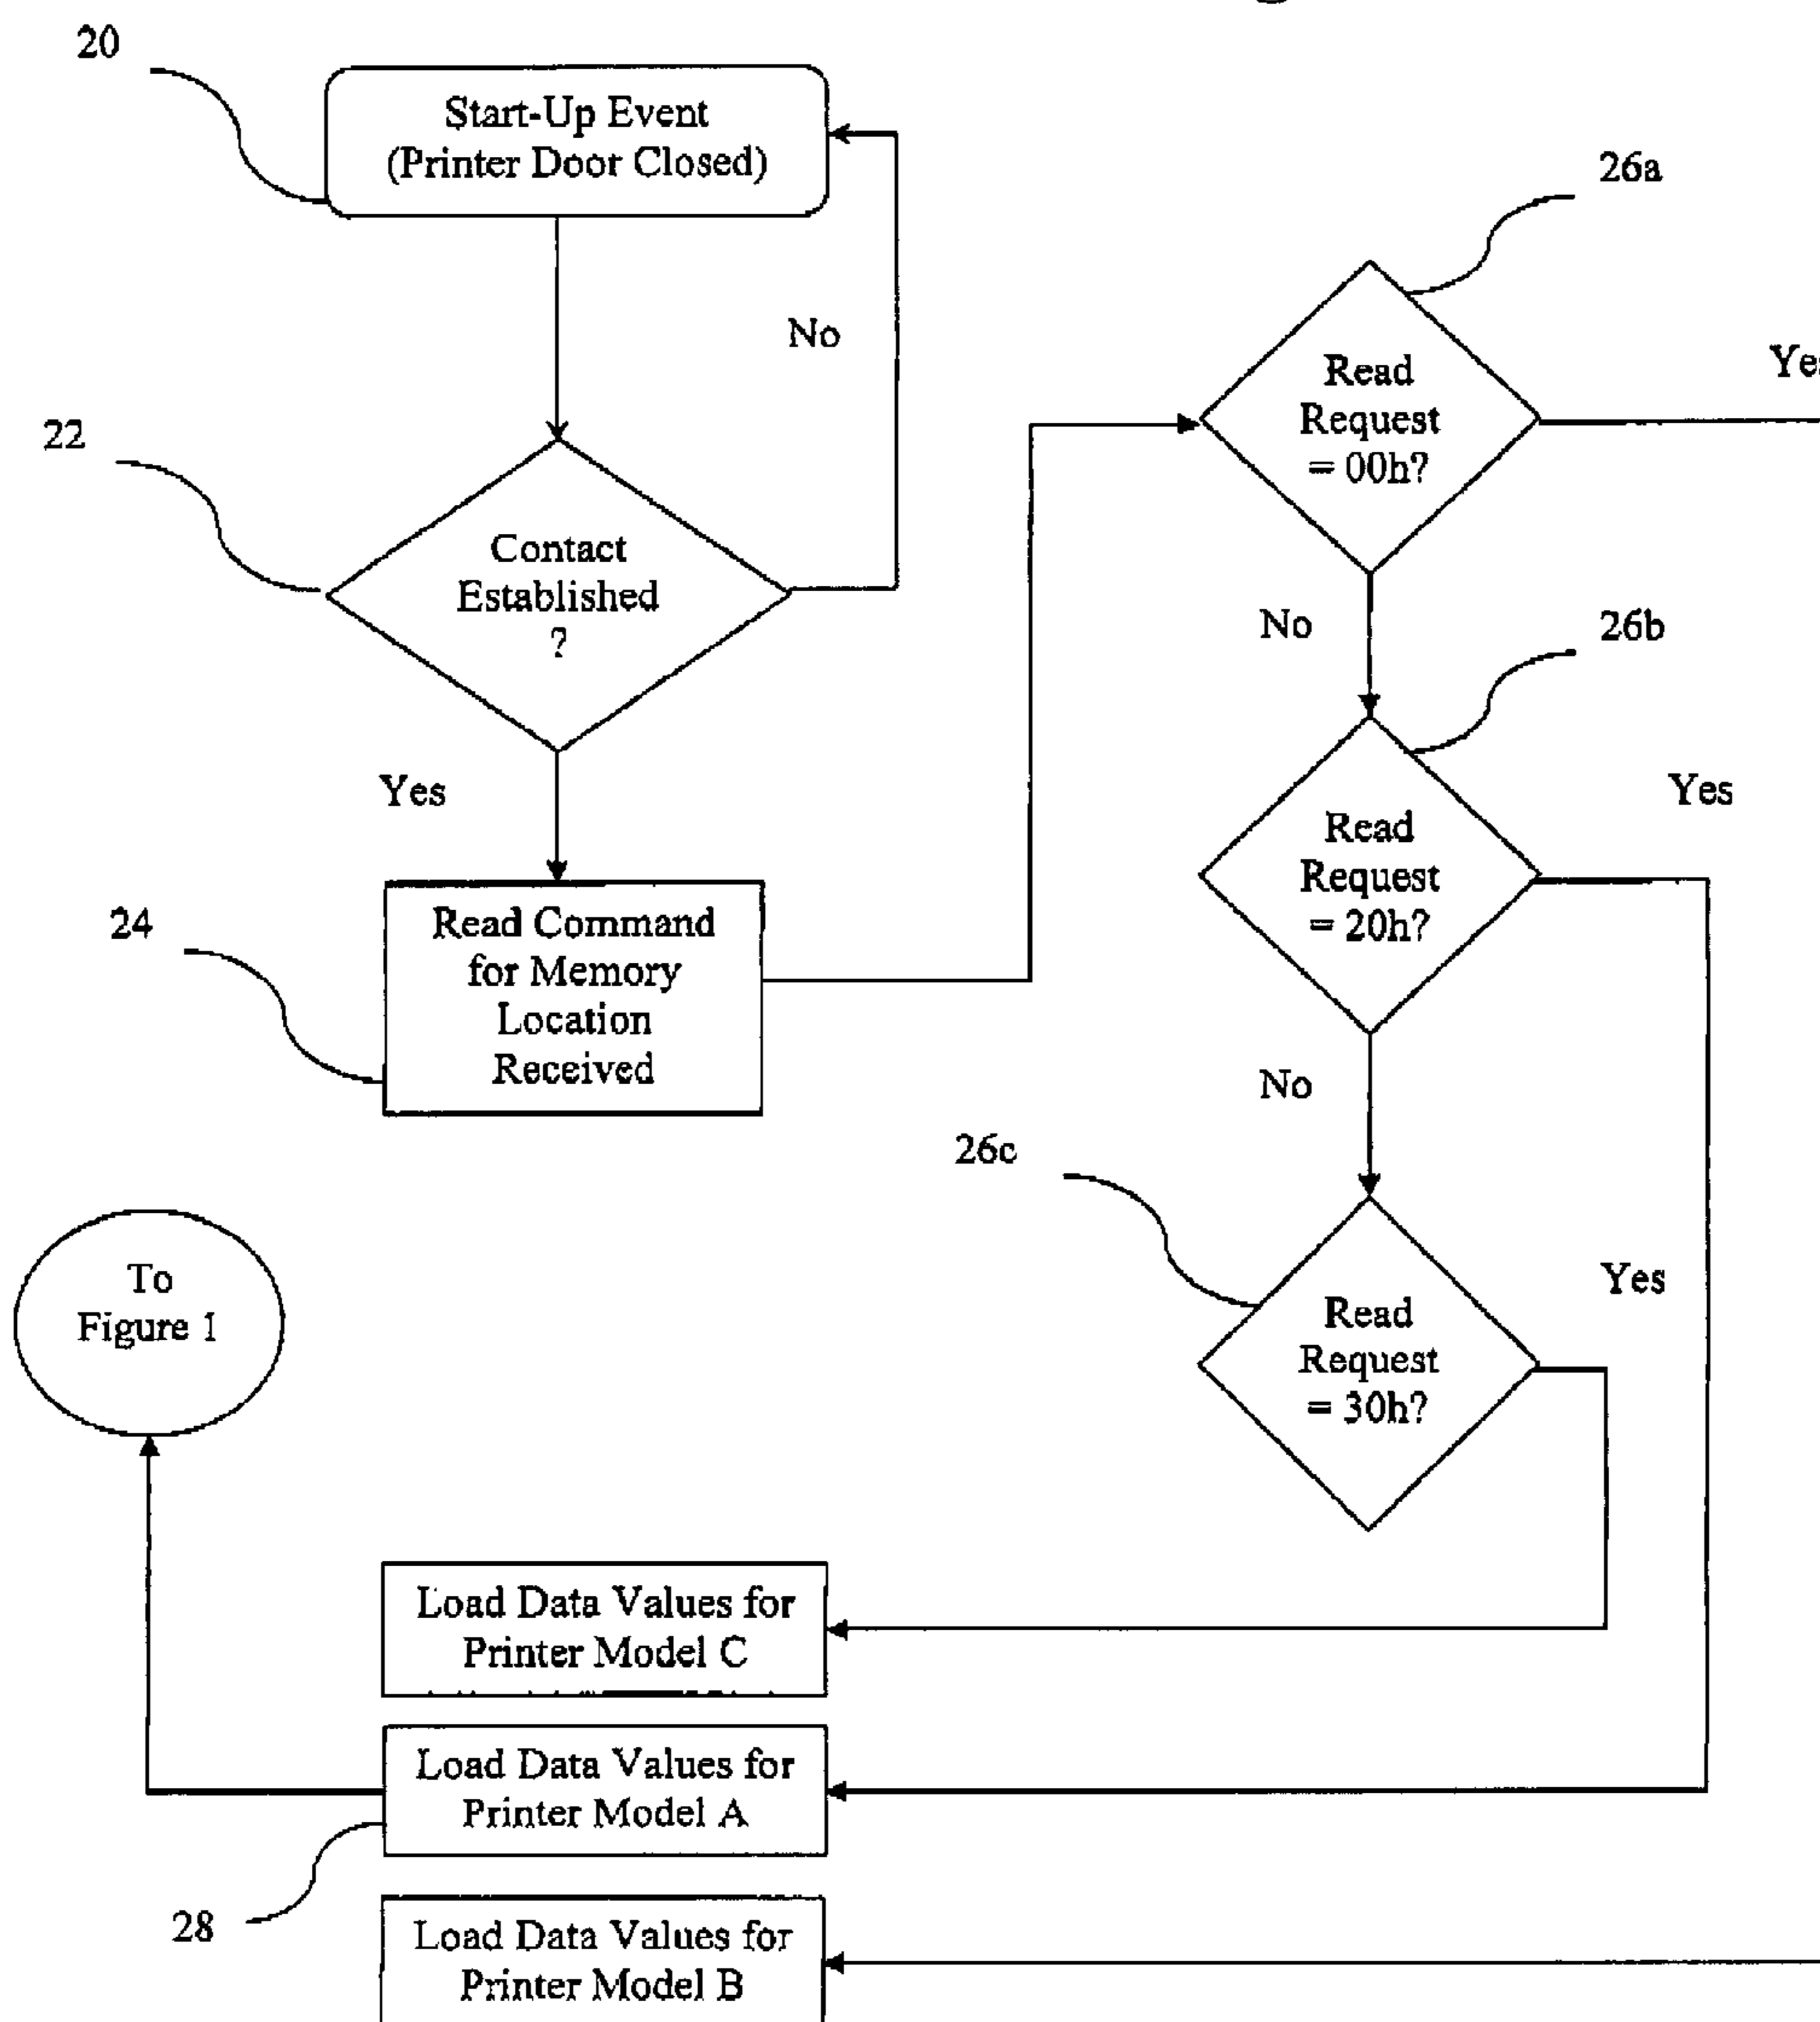 20
Start-Up Event
(Printer Door Closed)
No
22
Contact
Established
?
Yes
24
Read Command
for Memory
Location
Received
26a
Read
Request
= 00h?
Yes
No
26b
Read
Request
= 20h?
Yes
No
26c
Read
Request
= 30h?
Yes
To
Figure 1
Load Data Values for
Printer Model C
Load Data Values for
Printer Model A
28
Load Data Values for
Printer Model B